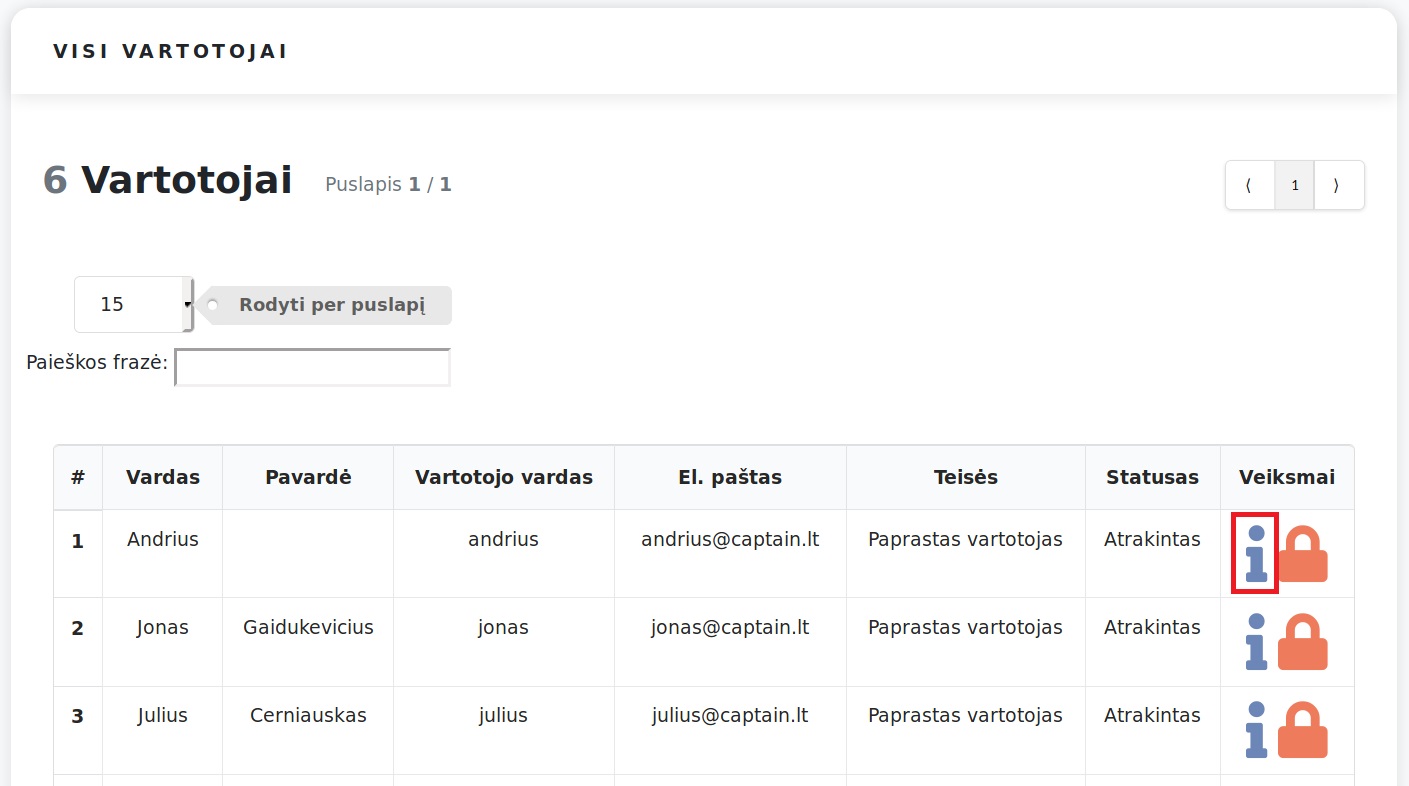 VISI VARTOTOJAI
6 Vartotojai Puslapis 1 / 1
⟨ 1 ⟩
15 Rodyti per puslapį
Paieškos frazė:
# Vardas Pavardė Vartotojo vardas El. paštas Teisės Statusas Veiksmai
1 Andrius andrius andrius@captain.lt Paprastas vartotojas Atrakintas
2 Jonas Gaidukevicius jonas jonas@captain.lt Paprastas vartotojas Atrakintas
3 Julius Cerniauskas julius julius@captain.lt Paprastas vartotojas Atrakintas